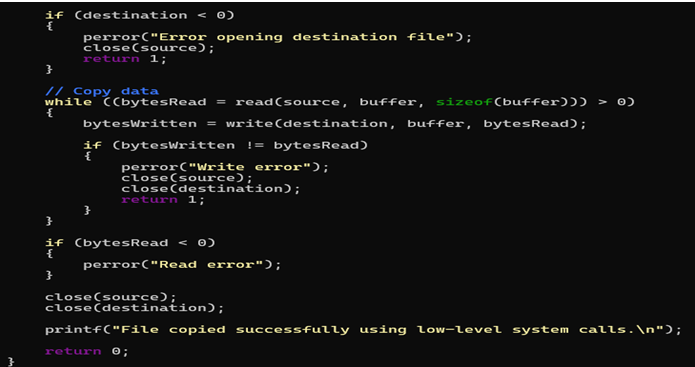 if (destination < 0)
{
perror("Error opening destination file");
close(source);
return 1;
}
// Copy data
while ((bytesRead = read(source, buffer, sizeof(buffer))) > 0)
{
bytesWritten = write(destination, buffer, bytesRead);
if (bytesWritten != bytesRead)
{
perror("Write error");
close(source);
close(destination);
return 1;
}
}
if (bytesRead < 0)
{
perror("Read error");
}
close(source);
close(destination);
printf("File copied successfully using low-level system calls.\n");
return 0;
}